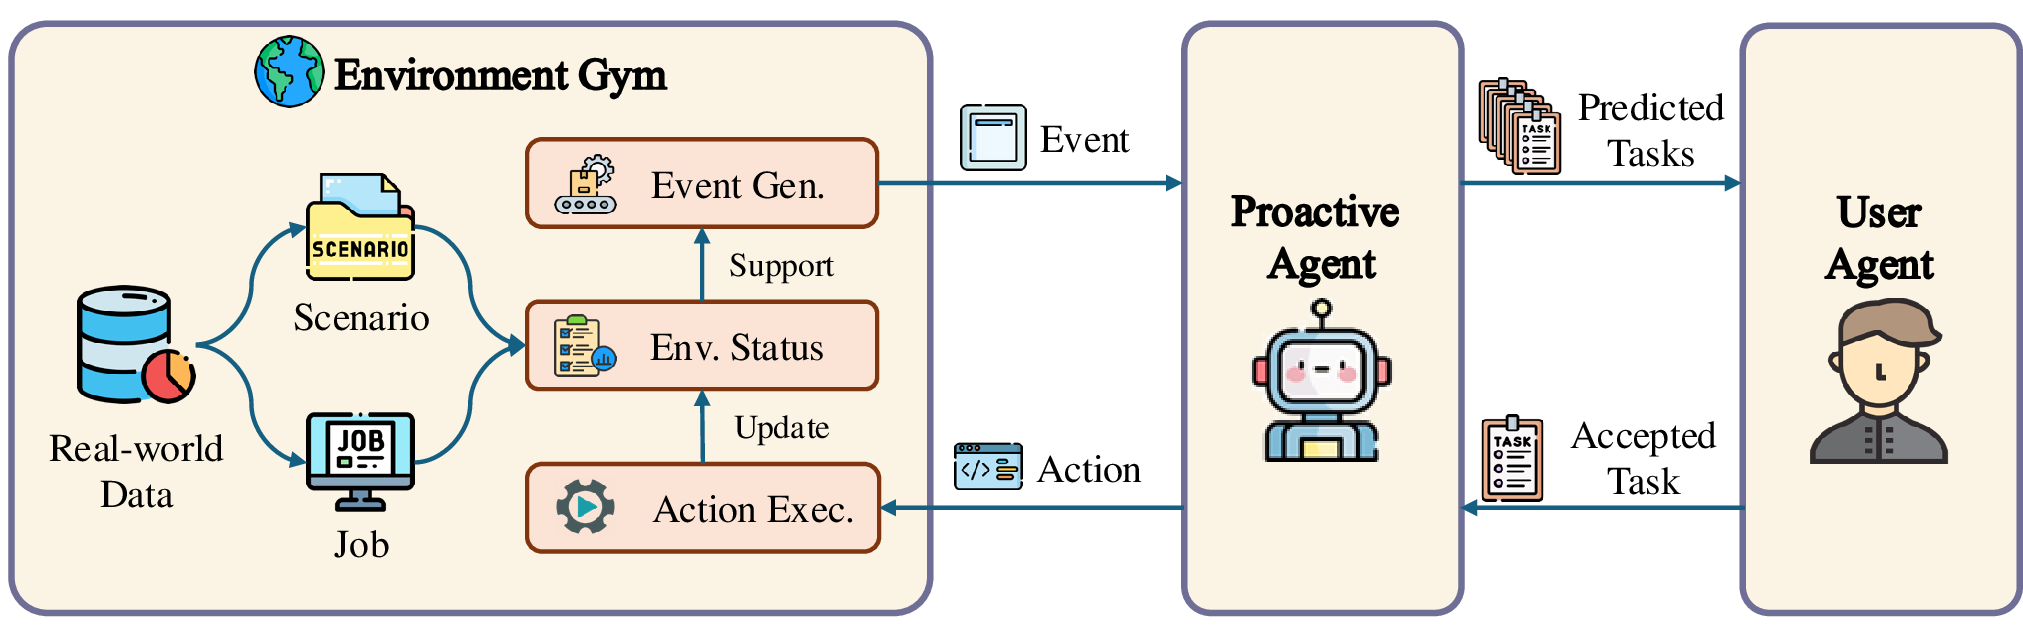 Environment Gym
Real-world
Data
SCENARIO
Scenario
JOB
Job
Event Gen.
Support
Env. Status
Update
Action Exec.
Event
Action
Proactive
Agent
TASK
Predicted
Tasks
TASK
Accepted
Task
User
Agent